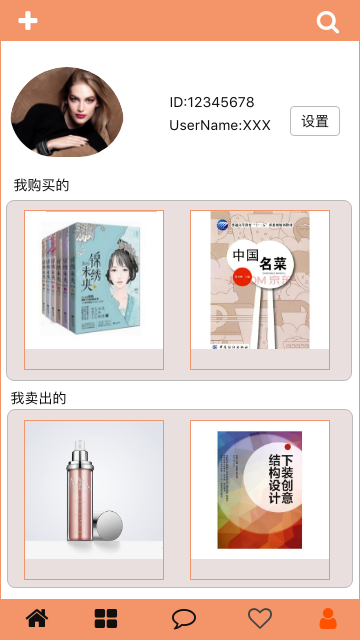 ID:12345678
UserName:XXX
设置
我购买的
锦绣
未央
中国
名菜
我卖出的
下装创意
结构设计